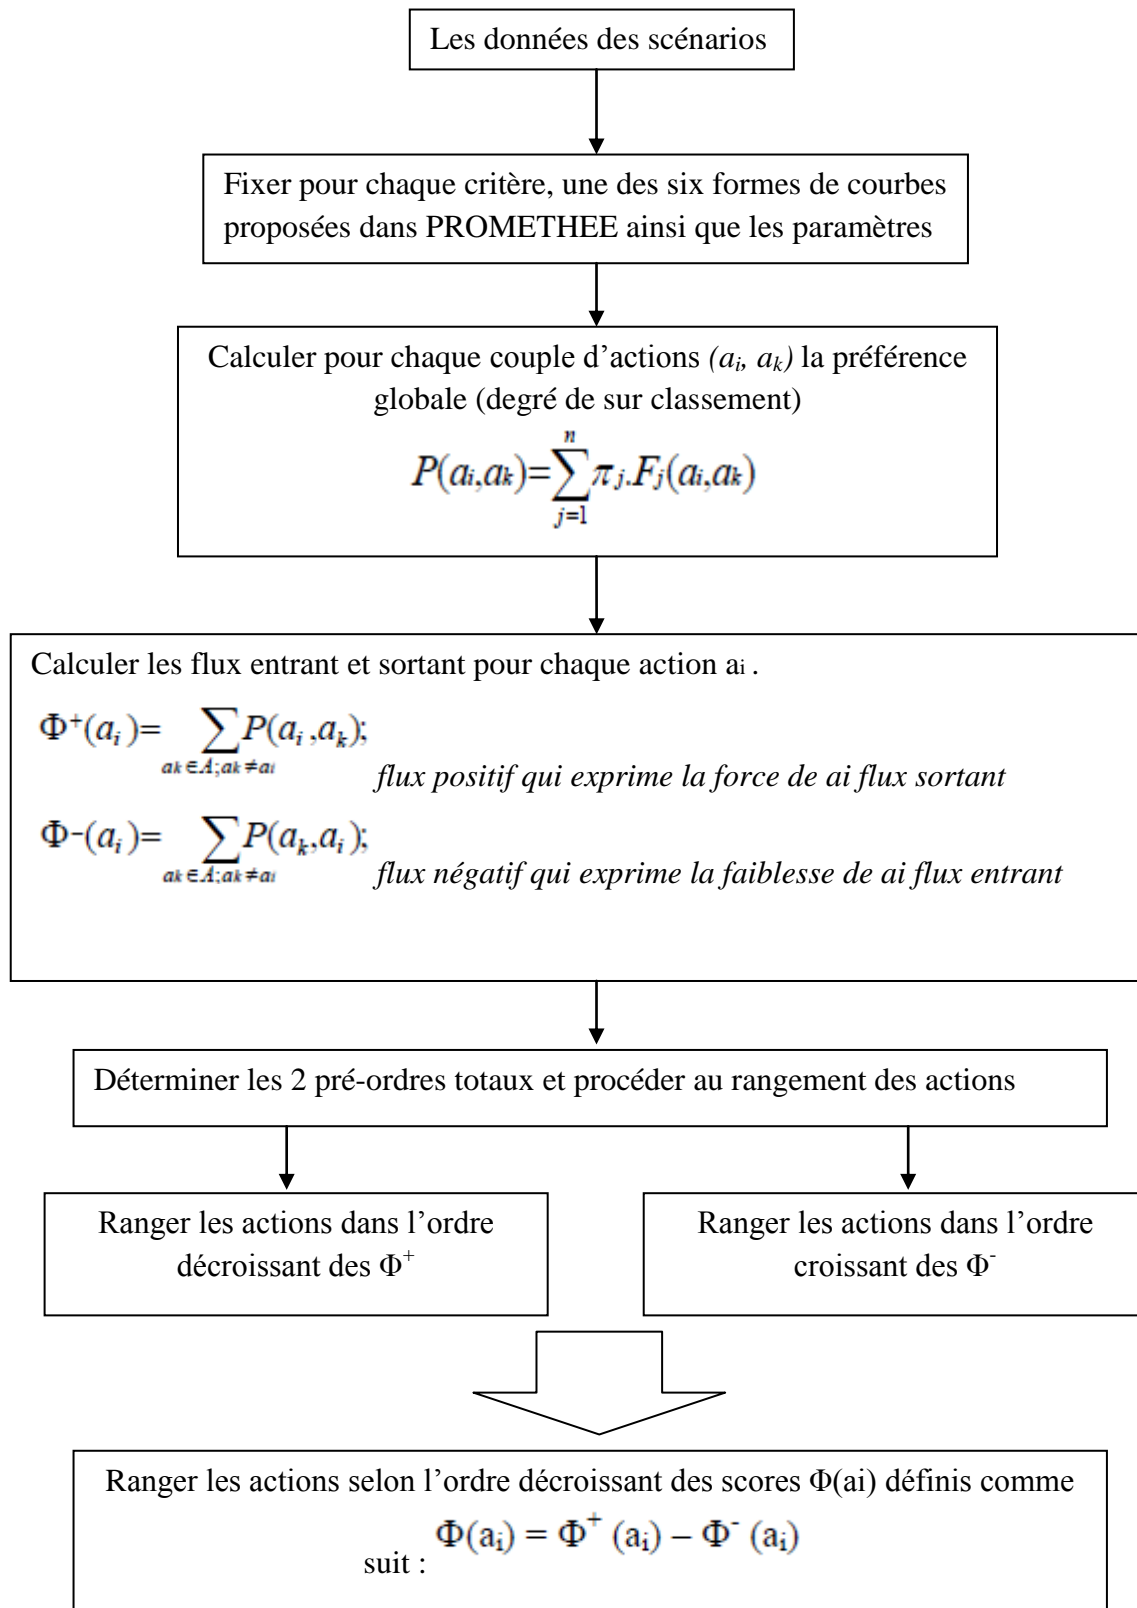 Les données des scénarios
Fixer pour chaque critère, une des six formes de courbes
proposées dans PROMETHEE ainsi que les paramètres
Calculer pour chaque couple d’actions (aᵢ, aₖ) la préférence
globale (degré de sur classement)
P(aᵢ,aₖ)=∑ⁿⱼ₌₁ πⱼ.Fⱼ(aᵢ,aₖ)
Calculer les flux entrant et sortant pour chaque action aᵢ .
Φ⁺(aᵢ)= ∑ P(aᵢ,aₖ); ak∈A;ak≠ai flux positif qui exprime la force de ai flux sortant
Φ-(aᵢ)= ∑ P(aₖ,aᵢ); ak∈A;ak≠ai flux négatif qui exprime la faiblesse de ai flux entrant
Déterminer les 2 pré-ordres totaux et procéder au rangement des actions
Ranger les actions dans l’ordre
décroissant des Φ⁺
Ranger les actions dans l’ordre
croissant des Φ⁻
Ranger les actions selon l’ordre décroissant des scores Φ(ai) définis comme
suit : Φ(aᵢ) = Φ⁺ (aᵢ) – Φ⁻ (aᵢ)